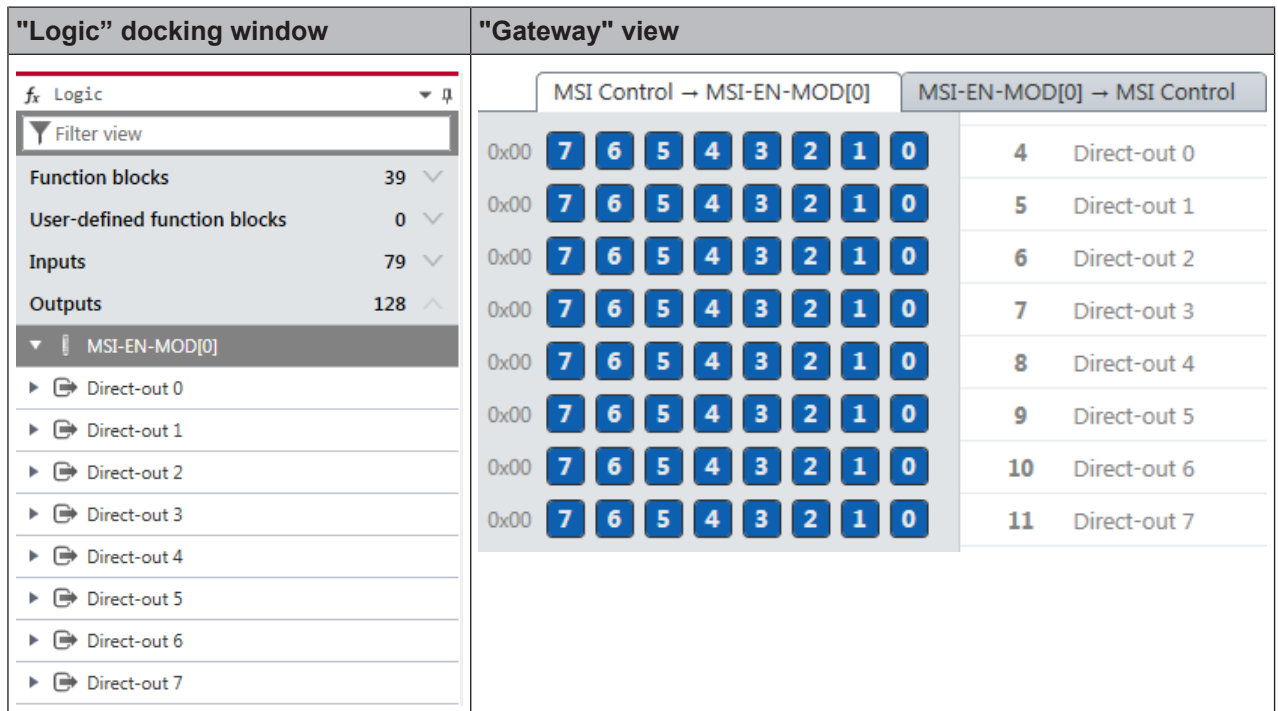 "Logic” docking window
"Gateway" view
fx Logic
Filter view
Function blocks 39
User-defined function blocks 0
Inputs 79
Outputs 128
MSI-EN-MOD[0]
Direct-out 0
Direct-out 1
Direct-out 2
Direct-out 3
Direct-out 4
Direct-out 5
Direct-out 6
Direct-out 7
MSI Control → MSI-EN-MOD[0] MSI-EN-MOD[0] → MSI Control
0x00 7 6 5 4 3 2 1 0 4 Direct-out 0
0x00 7 6 5 4 3 2 1 0 5 Direct-out 1
0x00 7 6 5 4 3 2 1 0 6 Direct-out 2
0x00 7 6 5 4 3 2 1 0 7 Direct-out 3
0x00 7 6 5 4 3 2 1 0 8 Direct-out 4
0x00 7 6 5 4 3 2 1 0 9 Direct-out 5
0x00 7 6 5 4 3 2 1 0 10 Direct-out 6
0x00 7 6 5 4 3 2 1 0 11 Direct-out 7